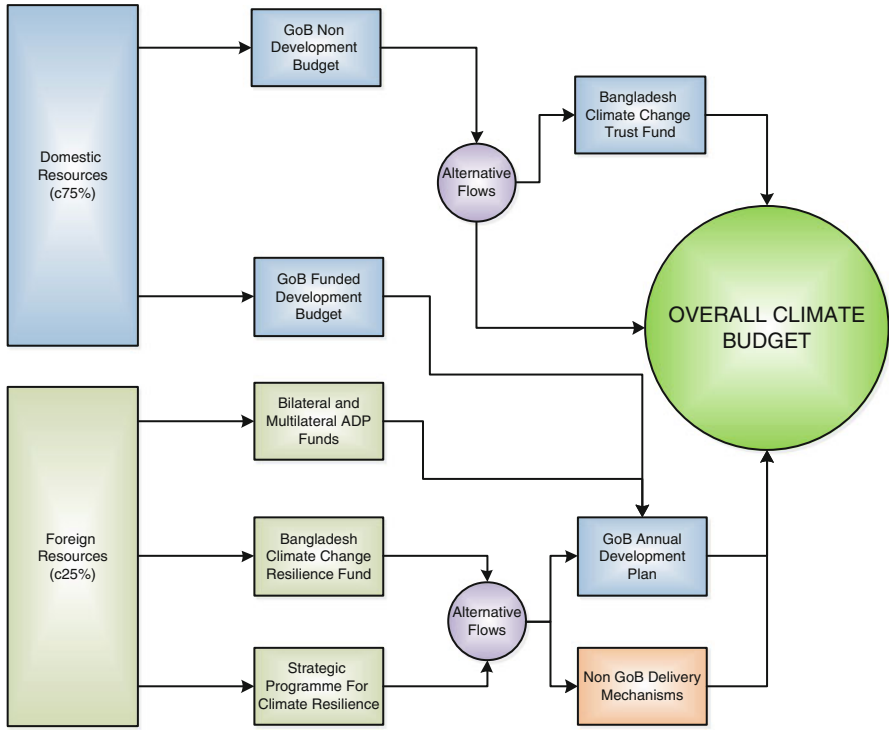 Domestic
Resources
(c75%)
GoB Non
Development
Budget
Alternative
Flows
Bangladesh
Climate Change
Trust Fund
GoB Funded
Development
Budget
OVERALL CLIMATE
BUDGET
Foreign
Resources
(c25%)
Bilateral and
Multilateral ADP
Funds
Bangladesh
Climate Change
Resilience Fund
Strategic
Programme For
Climate Resilience
Alternative
Flows
GoB Annual
Development
Plan
Non GoB Delivery
Mechanisms